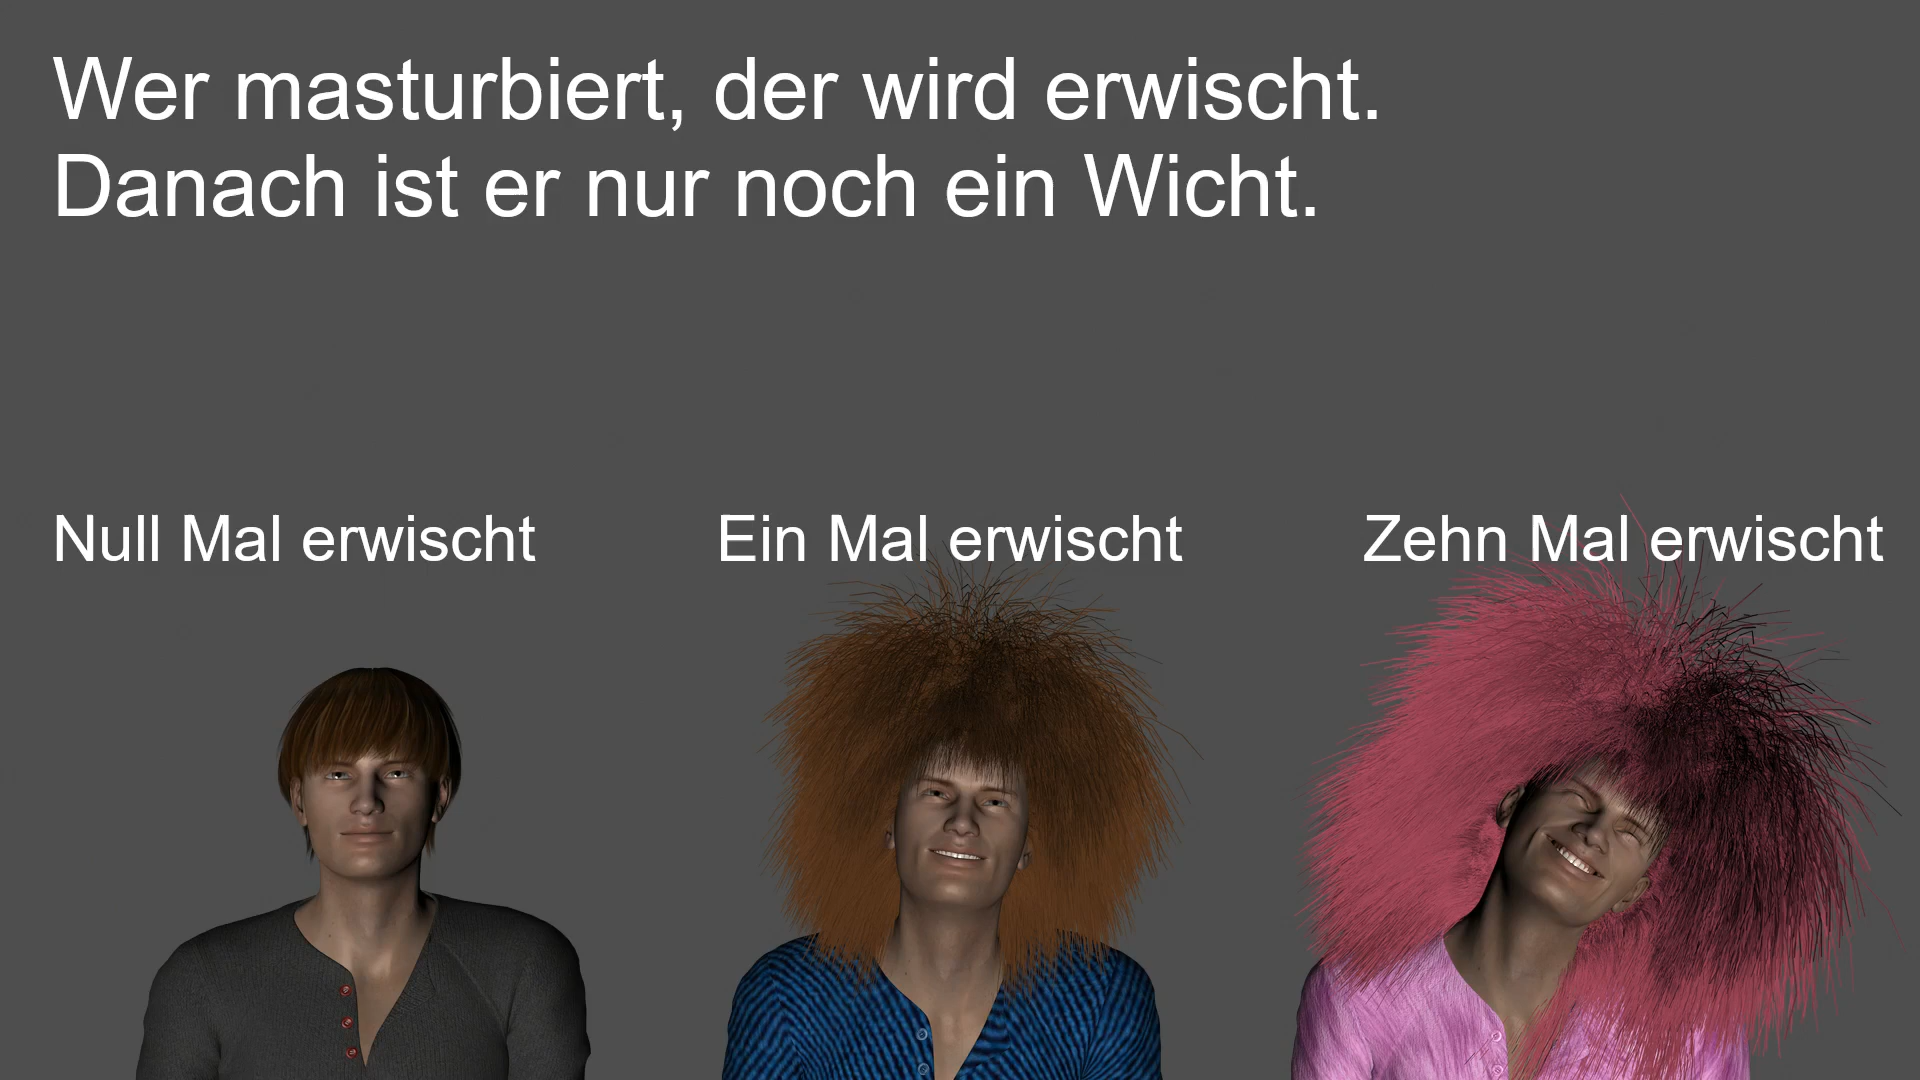 Wer masturbiert, der wird erwischt.
Danach ist er nur noch ein Wicht.
Null Mal erwischt
Ein Mal erwischt
Zehn Mal erwischt